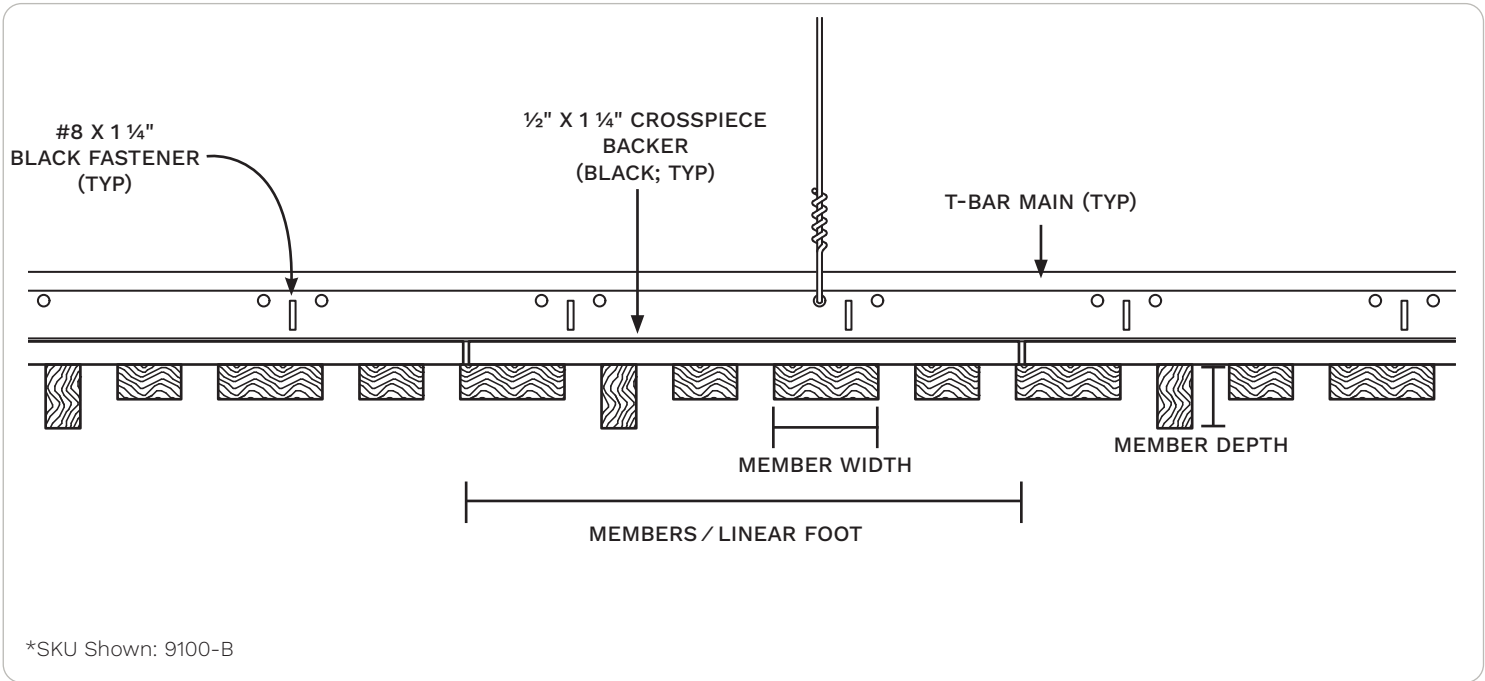 #8 X 1 ¼"
BLACK FASTENER
(TYP)
½" X 1 ¼" CROSSPIECE
BACKER
(BLACK; TYP)
T-BAR MAIN (TYP)
MEMBER WIDTH
MEMBER DEPTH
MEMBERS / LINEAR FOOT
*SKU Shown: 9100-B